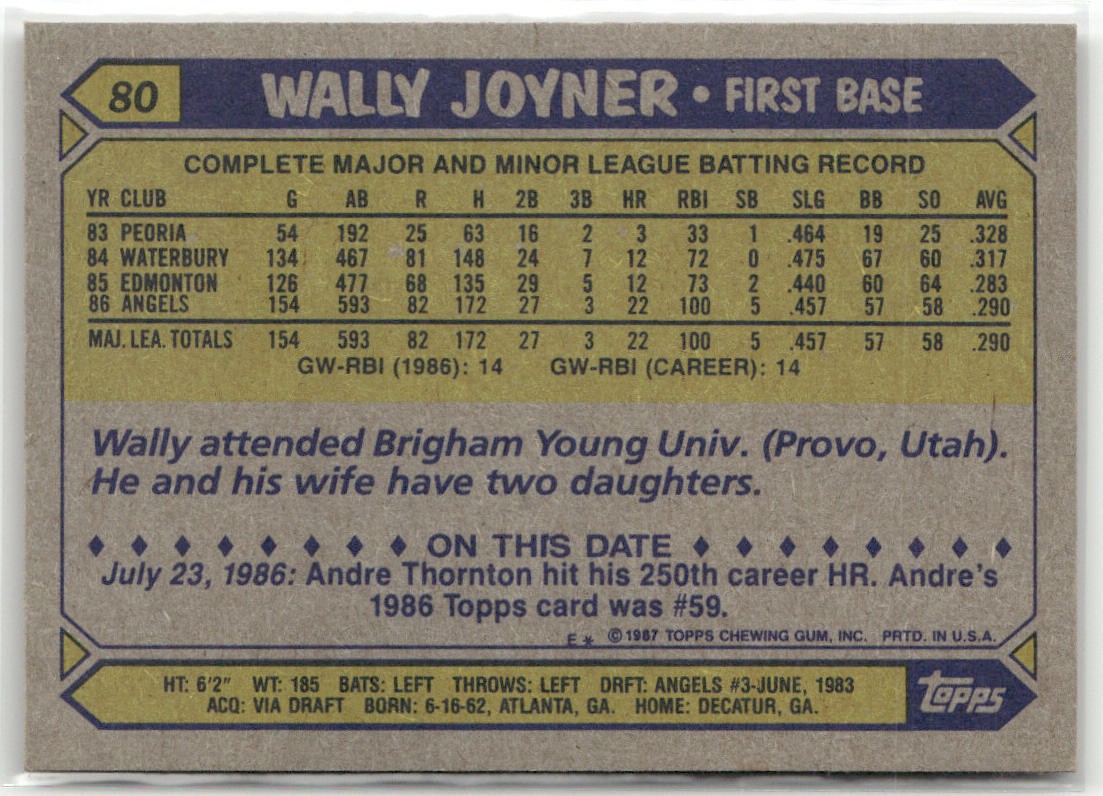 80 WALLY JOYNER • FIRST BASE
COMPLETE MAJOR AND MINOR LEAGUE BATTING RECORD
YR CLUB G AB R H 2B 3B HR RBI SB SLG BB SO AVG
83 PEORIA 54 192 25 63 16 2 3 33 1 .464 19 25 .328
84 WATERBURY 134 467 81 148 24 7 12 72 0 .475 67 60 .317
85 EDMONTON 126 477 68 135 29 5 12 73 2 .440 60 64 .283
86 ANGELS 154 593 82 172 27 3 22 100 5 .457 57 58 .290
MAJ. LEA. TOTALS 154 593 82 172 27 3 22 100 5 .457 57 58 .290
GW-RBI (1986): 14 GW-RBI (CAREER): 14
Wally attended Brigham Young Univ. (Provo, Utah).
He and his wife have two daughters.
♦ ♦ ♦ ♦ ♦ ♦ ♦ ♦ ON THIS DATE ♦ ♦ ♦ ♦ ♦ ♦ ♦ ♦
July 23, 1986: Andre Thornton hit his 250th career HR. Andre's
1986 Topps card was #59.
E * ©1987 TOPPS CHEWING GUM, INC. PRTD. IN U.S.A.
HT: 6'2" WT: 185 BATS: LEFT THROWS: LEFT DRFT: ANGELS #3-JUNE, 1983
ACQ: VIA DRAFT BORN: 6-16-62, ATLANTA, GA. HOME: DECATUR, GA.
Topps